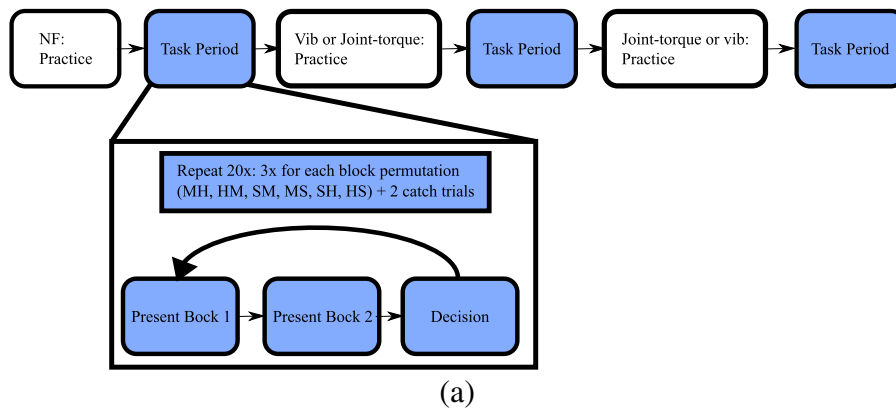 NF:
Practice
Task Period
Vib or Joint-torque:
Practice
Task Period
Joint-torque or vib:
Practice
Task Period
Repeat 20x: 3x for each block permutation
(MH, HM, SM, MS, SH, HS) + 2 catch trials
Present Bock 1
Present Bock 2
Decision
(a)